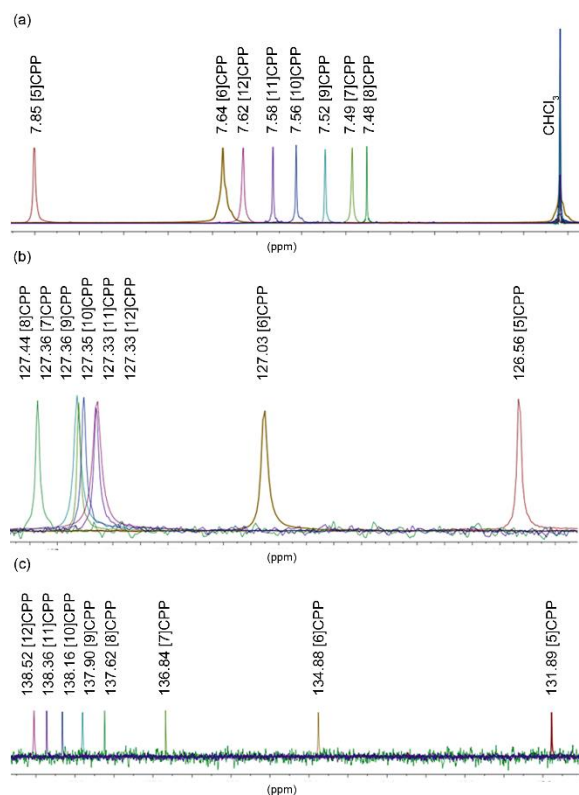 (a)
7.85 [5]CPP
7.64 [6]CPP
7.62 [12]CPP
7.58 [11]CPP
7.56 [10]CPP
7.52 [9]CPP
7.49 [7]CPP
7.48 [8]CPP
CHCl3
(ppm)
(b)
127.44 [8]CPP
127.36 [7]CPP
127.36 [9]CPP
127.35 [10]CPP
127.33 [11]CPP
127.33 [12]CPP
127.03 [6]CPP
126.56 [5]CPP
(ppm)
(c)
138.52 [12]CPP
138.36 [11]CPP
138.16 [10]CPP
137.90 [9]CPP
137.62 [8]CPP
136.84 [7]CPP
134.88 [6]CPP
131.89 [5]CPP
(ppm)